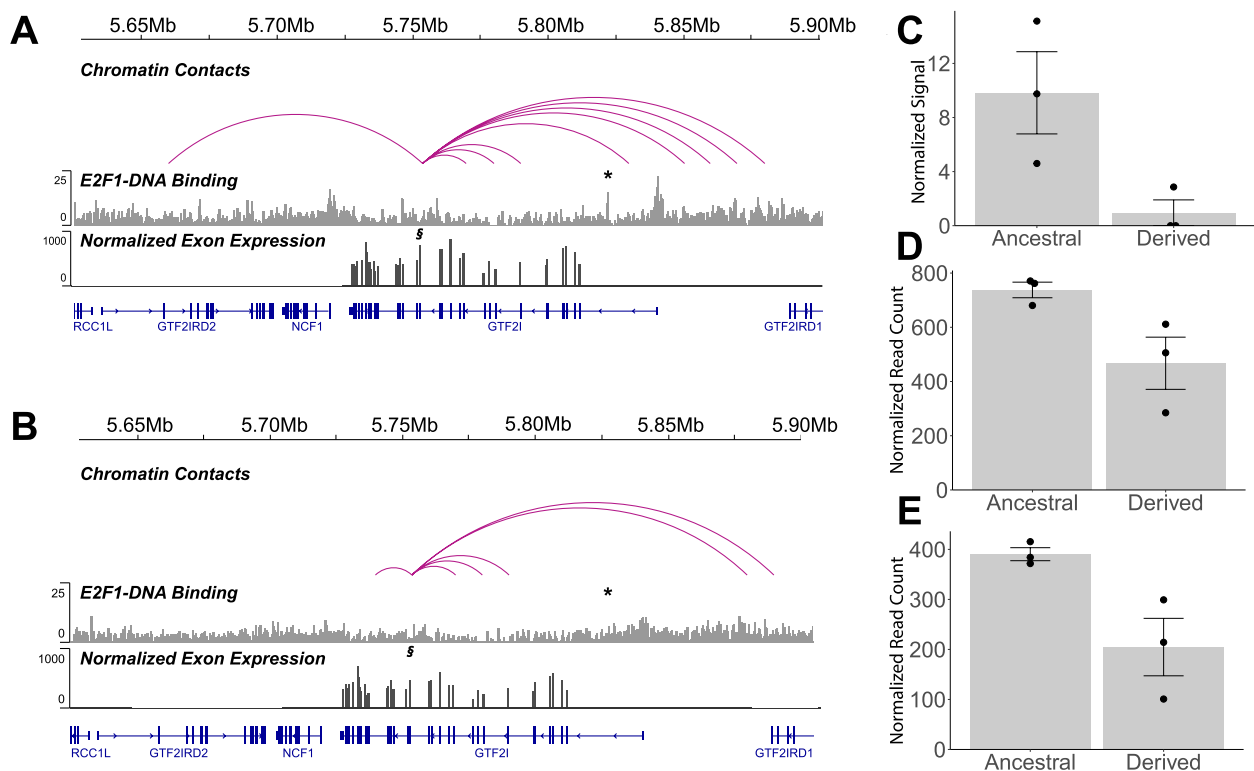 A
5.65Mb 5.70Mb 5.75Mb 5.80Mb 5.85Mb 5.90Mb
Chromatin Contacts
25
E2F1-DNA Binding
*
0
1000
Normalized Exon Expression
§
0
RCC1L GTF2IRD2 NCF1 GTF2I GTF2IRD1
B
5.65Mb 5.70Mb 5.75Mb 5.80Mb 5.85Mb 5.90Mb
Chromatin Contacts
25
E2F1-DNA Binding
*
0
1000
Normalized Exon Expression
§
0
RCC1L GTF2IRD2 NCF1 GTF2I GTF2IRD1
C
Normalized Signal
12
8
4
0
Ancestral Derived
D
Normalized Read Count
800
600
400
200
0
Ancestral Derived
E
Normalized Read Count
400
300
200
100
0
Ancestral Derived